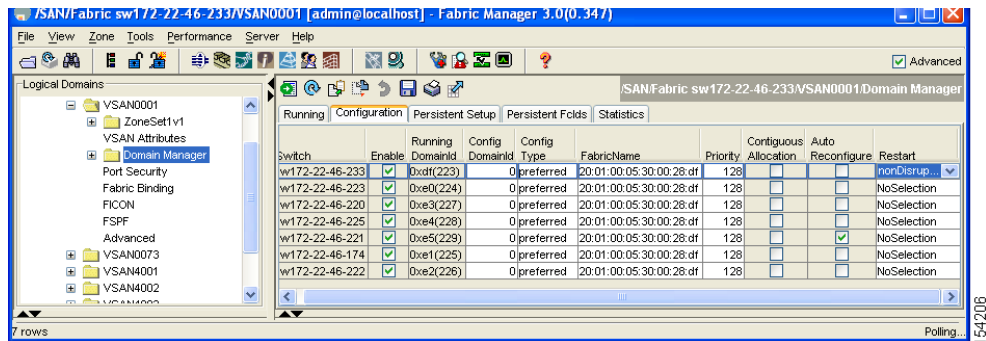 /SAN/Fabric sw172-22-46-233/VSAN0001 [admin@localhost] - Fabric Manager 3.0(0.347)
File View Zone Tools Performance Server Help
Advanced
Logical Domains
VSAN0001
ZoneSet1v1
VSAN Attributes
Domain Manager
Port Security
Fabric Binding
FICON
FSPF
Advanced
VSAN0073
VSAN4001
VSAN4002
/SAN/Fabric sw172-22-46-233/VSAN0001/Domain Manager
Running Configuration Persistent Setup Persistent FcIds Statistics
Running Config Config Contiguous Auto
Switch Enable DomainId DomainId Type FabricName Priority Allocation Reconfigure Restart
w172-22-46-233 0xdf(223) 0 preferred 20:01:00:05:30:00:28:df 128 nonDisrup...
w172-22-46-223 0xe0(224) 0 preferred 20:01:00:05:30:00:28:df 128 NoSelection
w172-22-46-220 0xe3(227) 0 preferred 20:01:00:05:30:00:28:df 128 NoSelection
w172-22-46-225 0xe4(228) 0 preferred 20:01:00:05:30:00:28:df 128 NoSelection
w172-22-46-221 0xe5(229) 0 preferred 20:01:00:05:30:00:28:df 128 NoSelection
w172-22-46-174 0xe1(225) 0 preferred 20:01:00:05:30:00:28:df 128 NoSelection
w172-22-46-222 0xe2(226) 0 preferred 20:01:00:05:30:00:28:df 128 NoSelection
7 rows
Polling...
154206